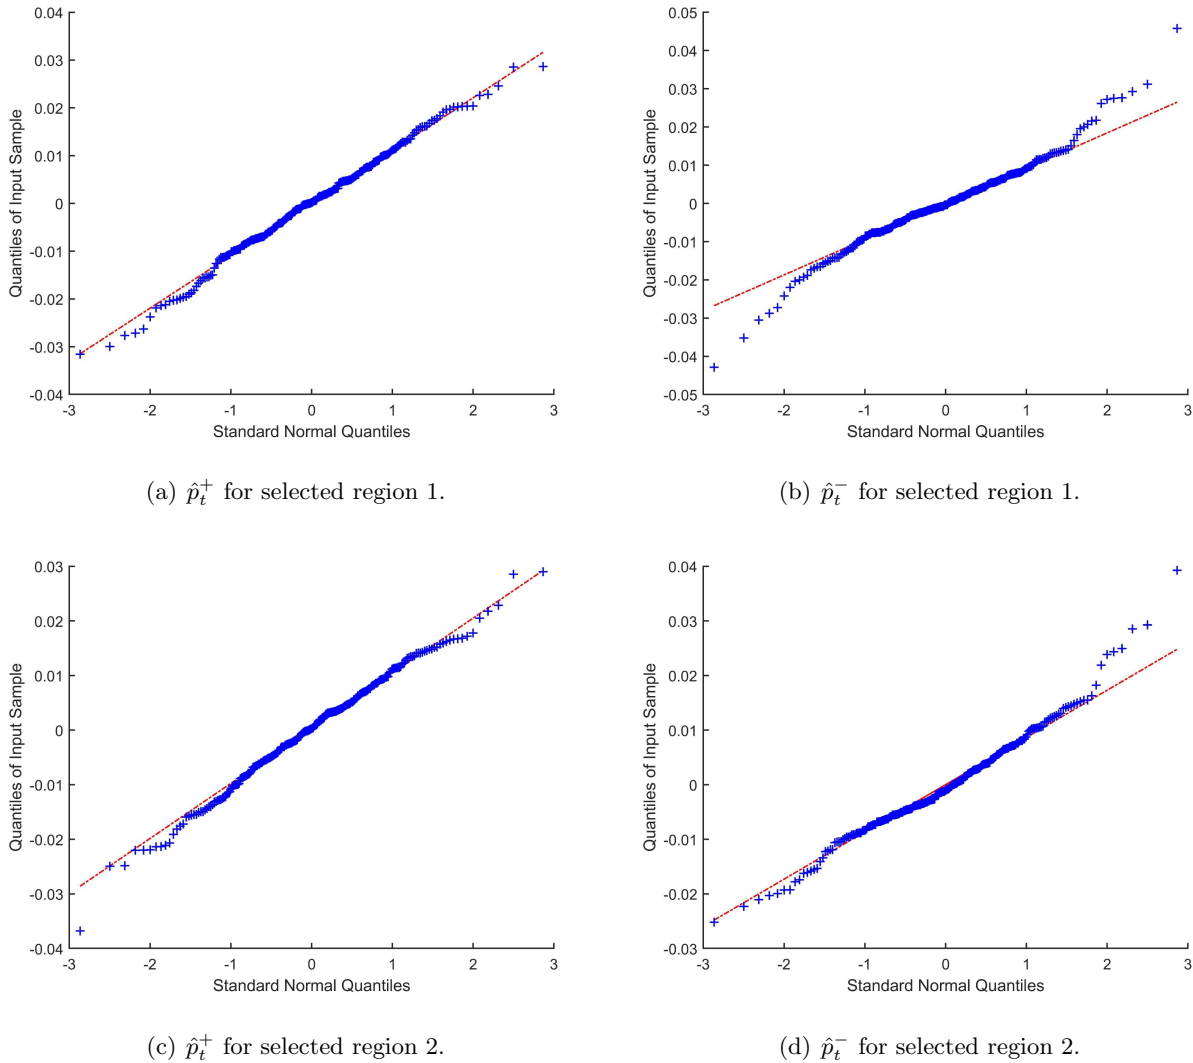 0.04
0.03
0.02
0.01
0
-0.01
-0.02
-0.03
-0.04
Quantiles of Input Sample
-3 -2 -1 0 1 2 3
Standard Normal Quantiles
(a) p̂ₜ⁺ for selected region 1.
0.05
0.04
0.03
0.02
0.01
0
-0.01
-0.02
-0.03
-0.04
-0.05
Quantiles of Input Sample
-3 -2 -1 0 1 2 3
Standard Normal Quantiles
(b) p̂ₜ⁻ for selected region 1.
0.03
0.02
0.01
0
-0.01
-0.02
-0.03
-0.04
Quantiles of Input Sample
-3 -2 -1 0 1 2 3
Standard Normal Quantiles
(c) p̂ₜ⁺ for selected region 2.
0.04
0.03
0.02
0.01
0
-0.01
-0.02
-0.03
Quantiles of Input Sample
-3 -2 -1 0 1 2 3
Standard Normal Quantiles
(d) p̂ₜ⁻ for selected region 2.